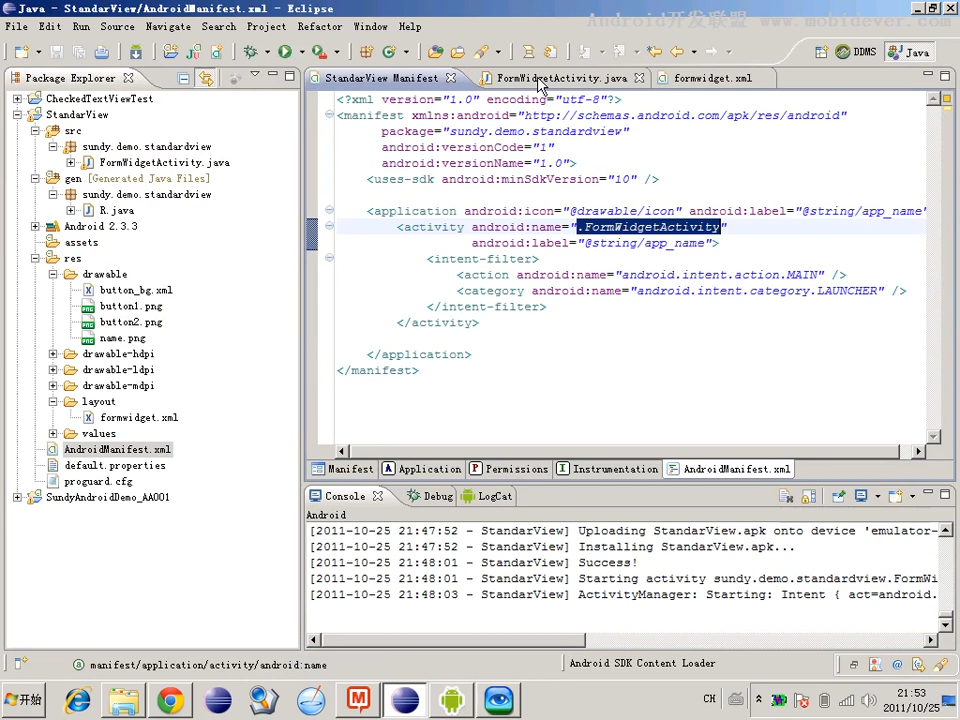 Java - StandarView/AndroidManifest.xml - Eclipse
Android开发联盟 www.mobidever.com
File Edit Run Source Navigate Search Project Refactor Window Help
DDMS Java
Package Explorer
StandarView Manifest FormWidgetActivity.java formwidget.xml
CheckedTextViewTest
StandarView
src
sundy.demo.standardview
FormWidgetActivity.java
gen [Generated Java Files]
sundy.demo.standardview
R.java
Android 2.3.3
assets
res
drawable
button_bg.xml
button1.png
button2.png
name.png
drawable-hdpi
drawable-ldpi
drawable-mdpi
layout
formwidget.xml
values
AndroidManifest.xml
default.properties
proguard.cfg
SundyAndroidDemo_AA001
<?xml version="1.0" encoding="utf-8"?>
<manifest xmlns:android="http://schemas.android.com/apk/res/android"
package="sundy.demo.standardview"
android:versionCode="1"
android:versionName="1.0">
<uses-sdk android:minSdkVersion="10" />
<application android:icon="@drawable/icon" android:label="@string/app_name"
<activity android:name=".FormWidgetActivity"
android:label="@string/app_name">
<intent-filter>
<action android:name="android.intent.action.MAIN" />
<category android:name="android.intent.category.LAUNCHER" />
</intent-filter>
</activity>
</application>
</manifest>
Manifest Application Permissions Instrumentation AndroidManifest.xml
Console Debug LogCat
Android
[2011-10-25 21:47:52 - StandarView] Uploading StandarView.apk onto device 'emulator-
[2011-10-25 21:47:52 - StandarView] Installing StandarView.apk...
[2011-10-25 21:48:01 - StandarView] Success!
[2011-10-25 21:48:01 - StandarView] Starting activity sundy.demo.standardview.FormWi
[2011-10-25 21:48:03 - StandarView] ActivityManager: Starting: Intent { act=android.
manifest/application/activity/android:name
Android SDK Content Loader
开始
CH
21:53
2011/10/25